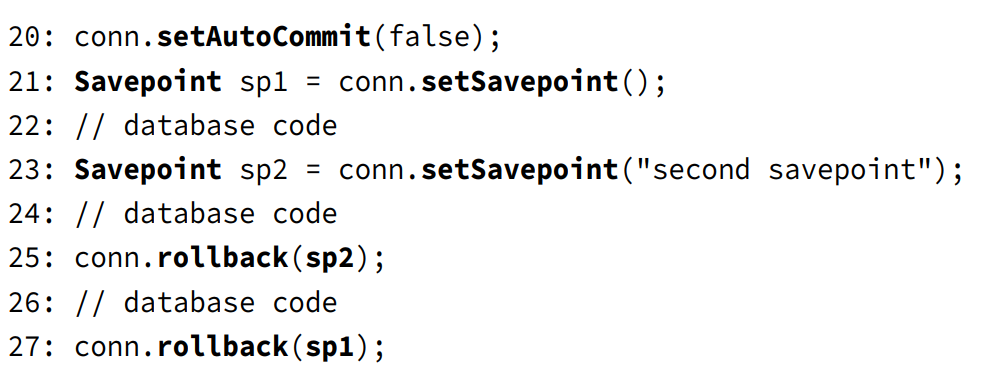 20: conn.setAutoCommit(false);
21: Savepoint sp1 = conn.setSavepoint();
22: // database code
23: Savepoint sp2 = conn.setSavepoint("second savepoint");
24: // database code
25: conn.rollback(sp2);
26: // database code
27: conn.rollback(sp1);